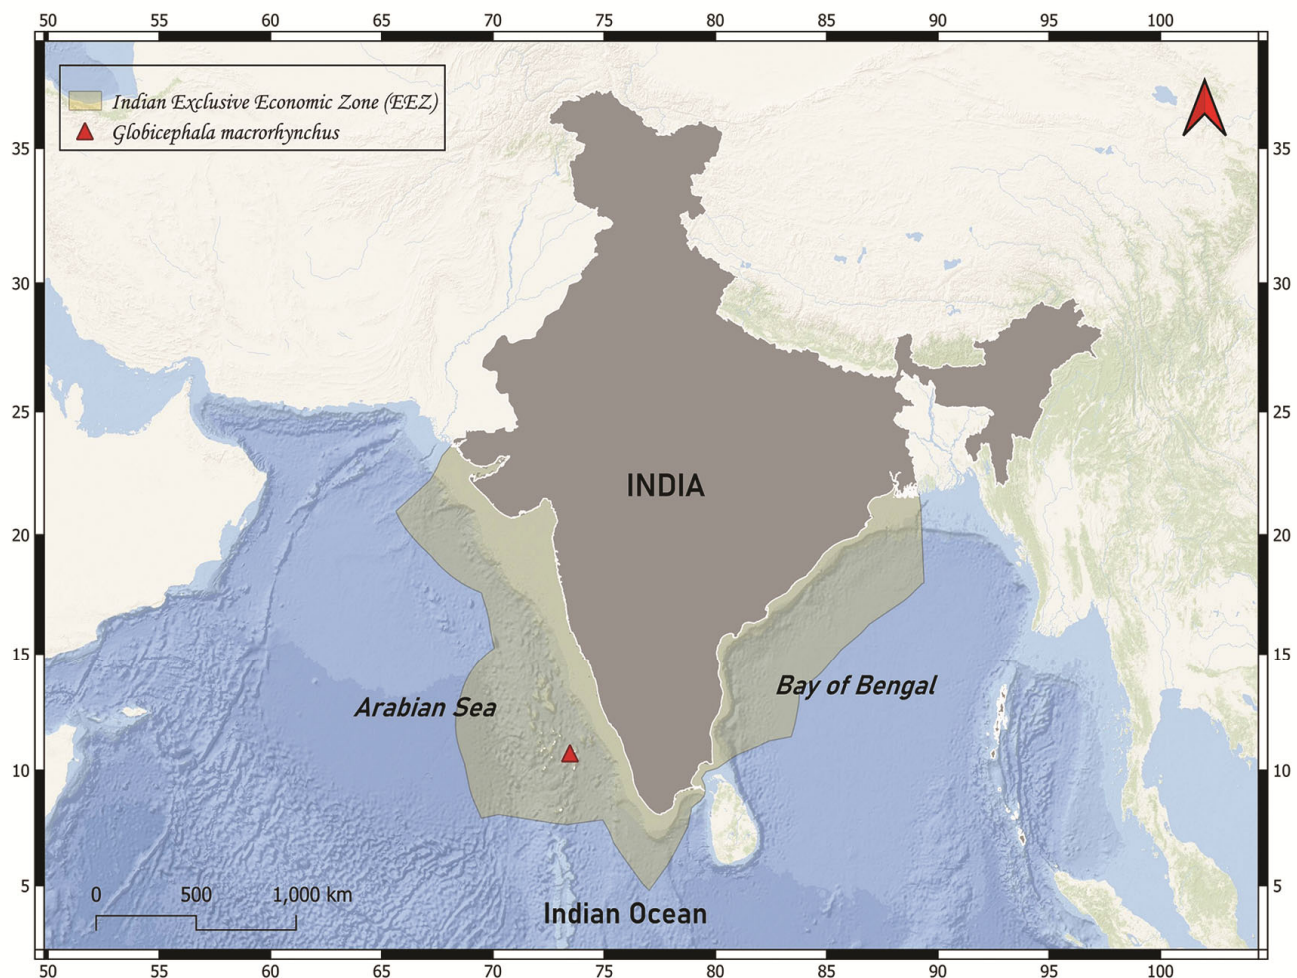 50 55 60 65 70 75 80 85 90 95 100
Indian Exclusive Economic Zone (EEZ)
Globicephala macrorhynchus
35 35
30 30
25 25
INDIA
20 20
15 15
Bay of Bengal
Arabian Sea
10 10
5 5
0 500 1,000 km
Indian Ocean
50 55 60 65 70 75 80 85 90 95 100